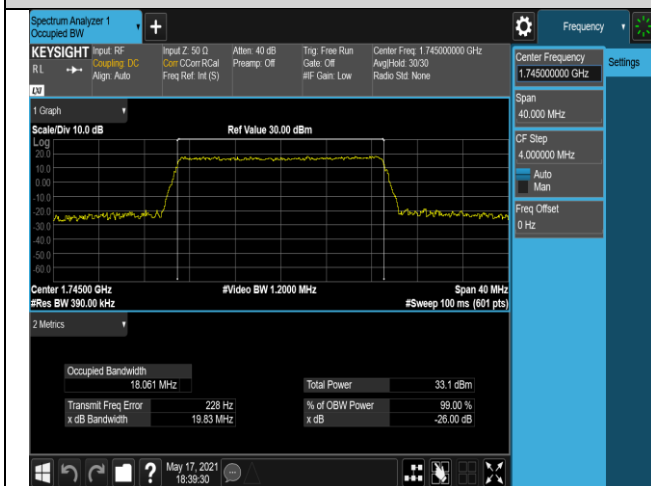 Spectrum Analyzer 1
Occupied BW
+
Frequency
KEYSIGHT
RL
LXI
Input: RF
Coupling: DC
Align: Auto
Input Z: 50 Ω
Corr CCorr RCal
Freq Ref: Int (S)
Atten: 40 dB
Preamp: Off
Trig: Free Run
Gate: Off
#IF Gain: Low
Center Freq: 1.745000000 GHz
Avg|Hold: 30/30
Radio Std: None
Center Frequency
1.745000000 GHz
Settings
Span
40.000 MHz
CF Step
4.000000 MHz
Auto
Man
Freq Offset
0 Hz
1 Graph
Scale/Div 10.0 dB
Ref Value 30.00 dBm
Log
20.0
10.0
0.00
-10.0
-20.0
-30.0
-40.0
-50.0
-60.0
Center 1.74500 GHz
#Video BW 1.2000 MHz
Span 40 MHz
#Res BW 390.00 kHz
#Sweep 100 ms (601 pts)
2 Metrics
Occupied Bandwidth
18.061 MHz
Total Power 33.1 dBm
Transmit Freq Error 228 Hz
% of OBW Power 99.00 %
x dB Bandwidth 19.83 MHz
x dB -26.00 dB
?
May 17, 2021
18:39:30